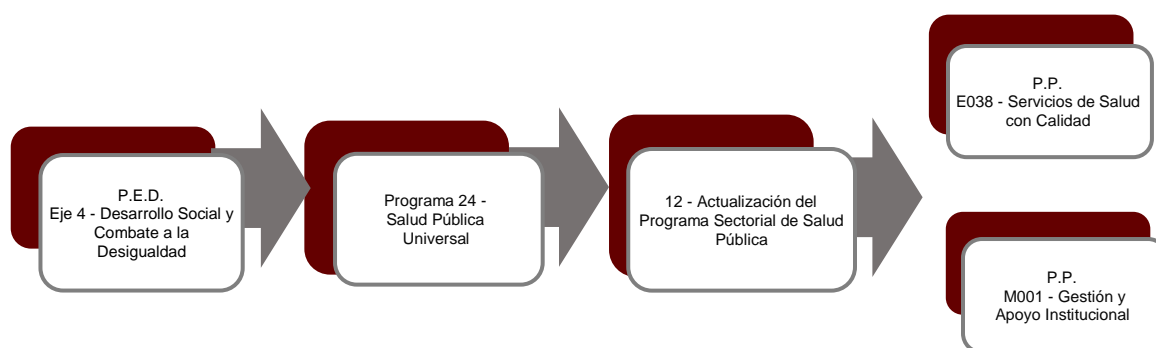 P.E.D.
Eje 4 - Desarrollo Social y
Combate a la
Desigualdad
Programa 24 -
Salud Pública
Universal
12 - Actualización del
Programa Sectorial de Salud
Pública
P.P.
E038 - Servicios de Salud
con Calidad
P.P.
M001 - Gestión y
Apoyo Institucional